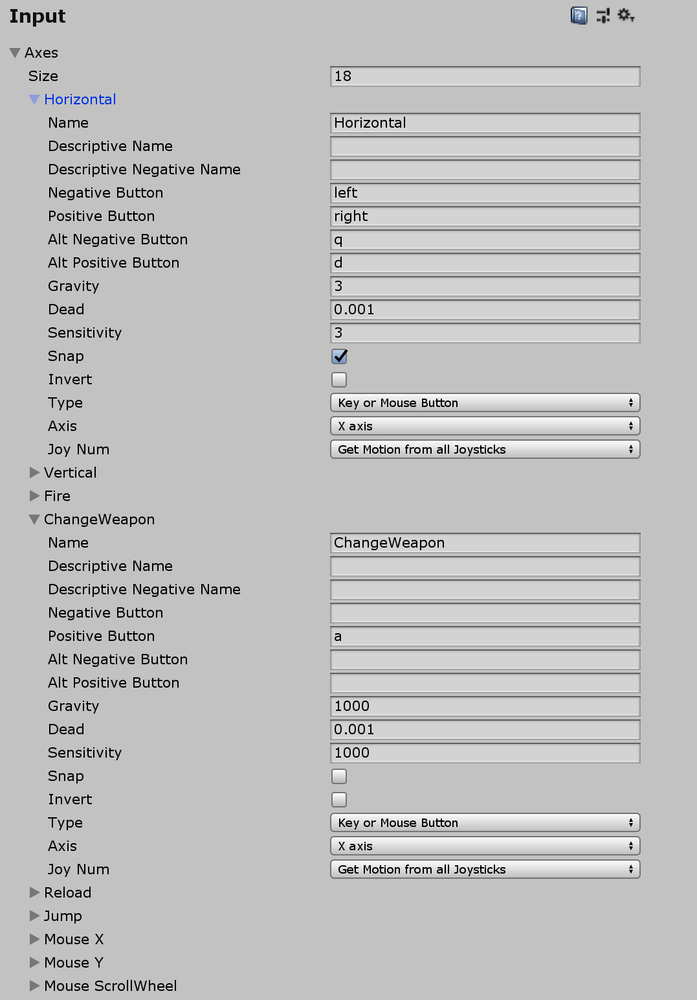 Input
Axes
Size 18
Horizontal
Name Horizontal
Descriptive Name
Descriptive Negative Name
Negative Button left
Positive Button right
Alt Negative Button q
Alt Positive Button d
Gravity 3
Dead 0.001
Sensitivity 3
Snap
Invert
Type Key or Mouse Button
Axis X axis
Joy Num Get Motion from all Joysticks
Vertical
Fire
ChangeWeapon
Name ChangeWeapon
Descriptive Name
Descriptive Negative Name
Negative Button
Positive Button a
Alt Negative Button
Alt Positive Button
Gravity 1000
Dead 0.001
Sensitivity 1000
Snap
Invert
Type Key or Mouse Button
Axis X axis
Joy Num Get Motion from all Joysticks
Reload
Jump
Mouse X
Mouse Y
Mouse ScrollWheel